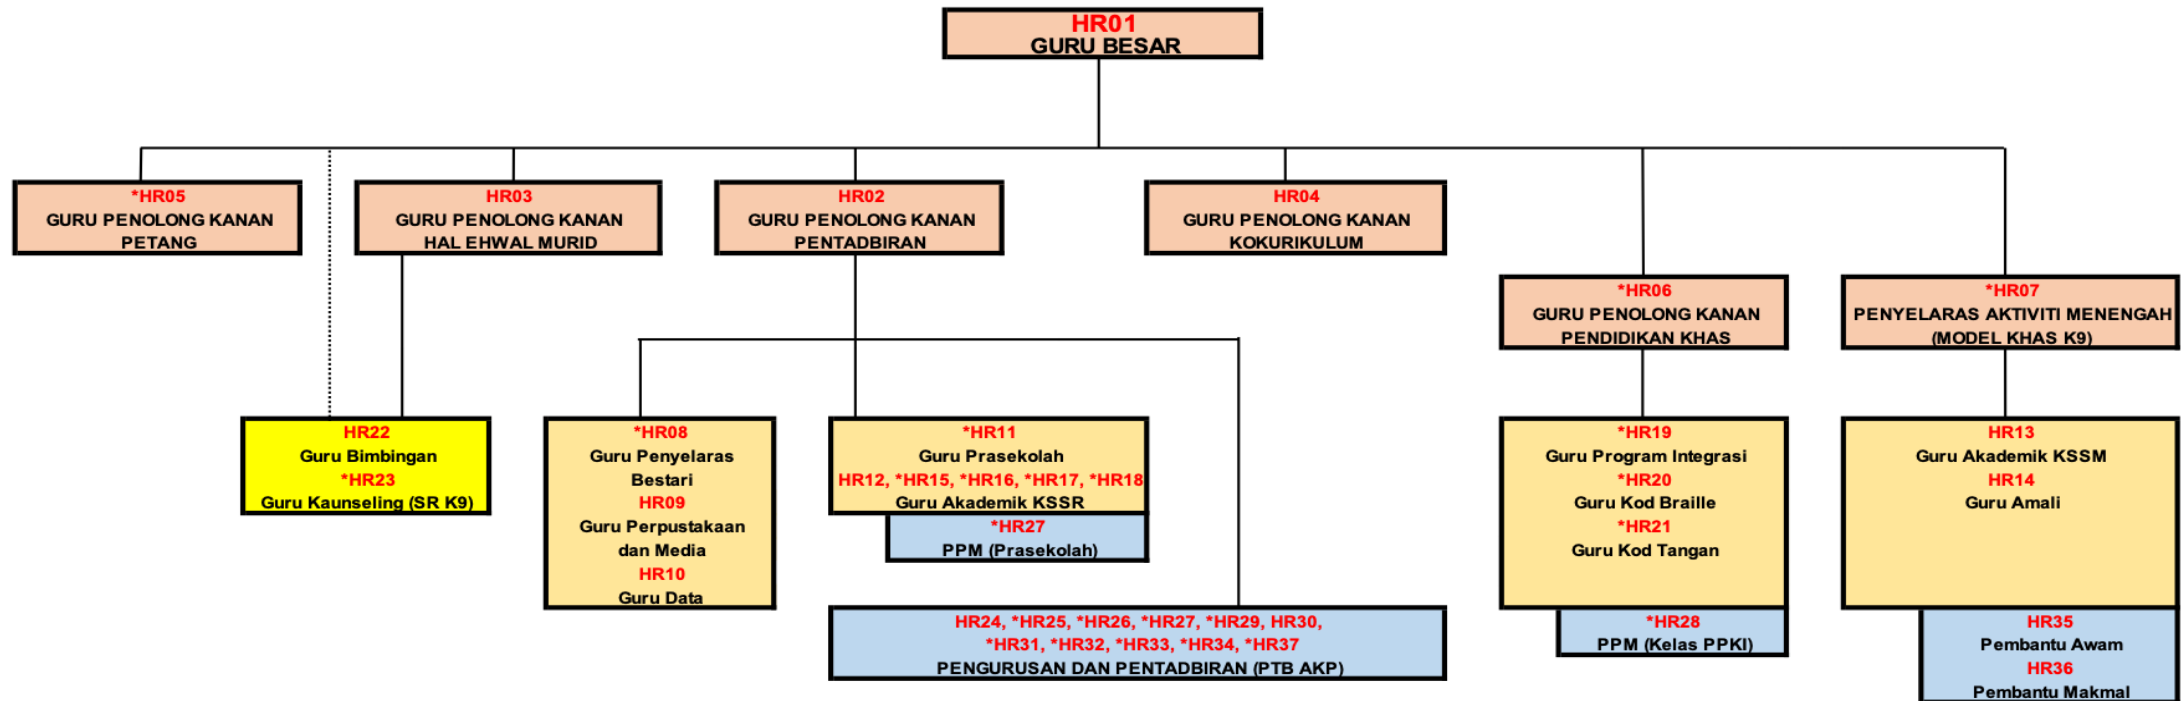 HR01
GURU BESAR
*HR05
GURU PENOLONG KANAN
PETANG
HR03
GURU PENOLONG KANAN
HAL EHWAL MURID
HR02
GURU PENOLONG KANAN
PENTADBIRAN
HR04
GURU PENOLONG KANAN
KOKURIKULUM
*HR06
GURU PENOLONG KANAN
PENDIDIKAN KHAS
*HR07
PENYELARAS AKTIVITI MENENGAH
(MODEL KHAS K9)
HR22
Guru Bimbingan
*HR23
Guru Kaunseling (SR K9)
*HR08
Guru Penyelaras
Bestari
HR09
Guru Perpustakaan
dan Media
HR10
Guru Data
*HR11
Guru Prasekolah
HR12, *HR15, *HR16, *HR17, *HR18
Guru Akademik KSSR
*HR27
PPM (Prasekolah)
HR24, *HR25, *HR26, *HR27, *HR29, HR30,
*HR31, *HR32, *HR33, *HR34, *HR37
PENGURUSAN DAN PENTADBIRAN (PTB AKP)
*HR19
Guru Program Integrasi
*HR20
Guru Kod Braille
*HR21
Guru Kod Tangan
*HR28
PPM (Kelas PPKI)
HR13
Guru Akademik KSSM
HR14
Guru Amali
HR35
Pembantu Awam
HR36
Pembantu Makmal